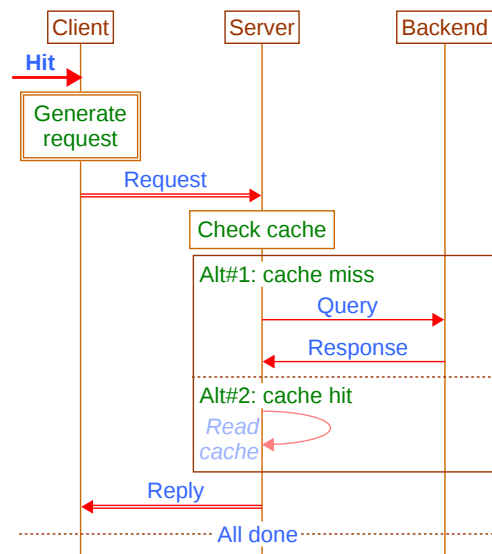 Client
Server
Backend
Hit
Generate
request
Request
Check cache
Alt#1: cache miss
Query
Response
Alt#2: cache hit
Read
cache
Reply
All done